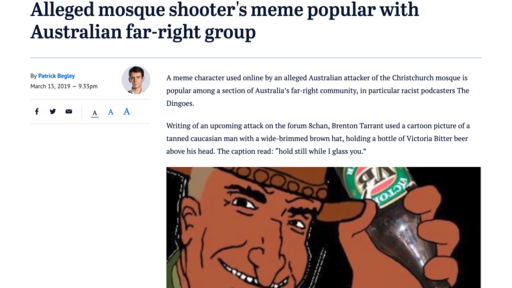 Alleged mosque shooter's meme popular with
Australian far-right group
By Patrick Begley
March 15, 2019 — 9.33pm
A A A
A meme character used online by an alleged Australian attacker of the Christchurch mosque is
popular among a section of Australia's far-right community, in particular racist podcasters The
Dingoes.
Writing of an upcoming attack on the forum 8chan, Brenton Tarrant used a cartoon picture of a
tanned caucasian man with a wide-brimmed brown hat, holding a bottle of Victoria Bitter beer
above his head. The caption read: "hold still while I glass you."
VB